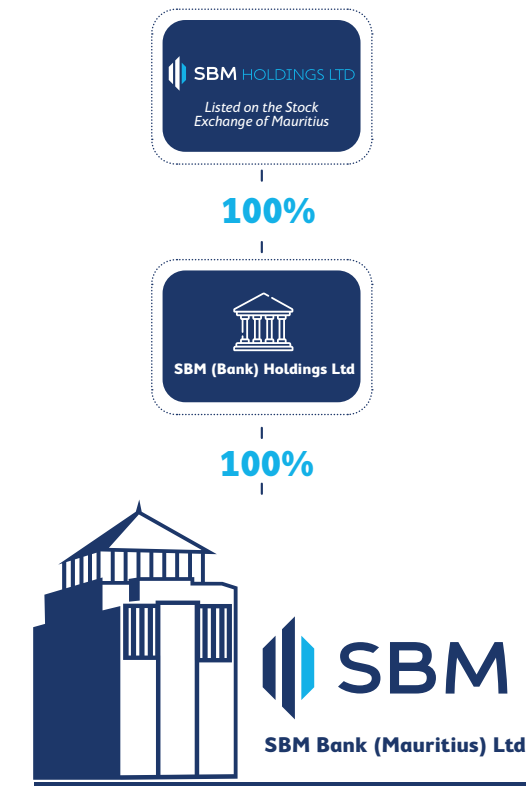 SBM HOLDINGS LTD
Listed on the Stock
Exchange of Mauritius
100%
SBM (Bank) Holdings Ltd
100%
SBM
SBM Bank (Mauritius) Ltd